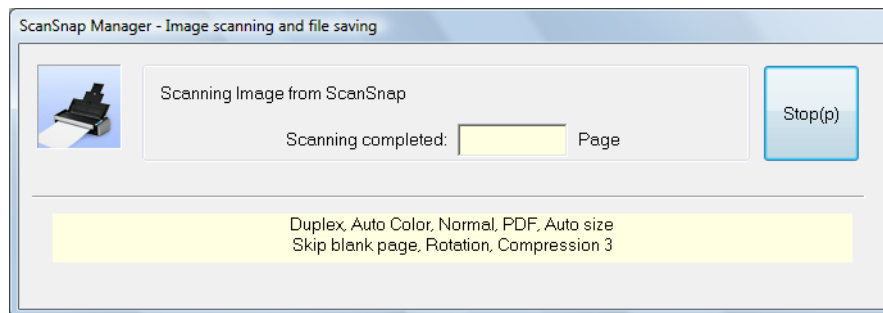 ScanSnap Manager - Image scanning and file saving
Scanning Image from ScanSnap
Stop(p)
Scanning completed: Page
Duplex, Auto Color, Normal, PDF, Auto size
Skip blank page, Rotation, Compression 3